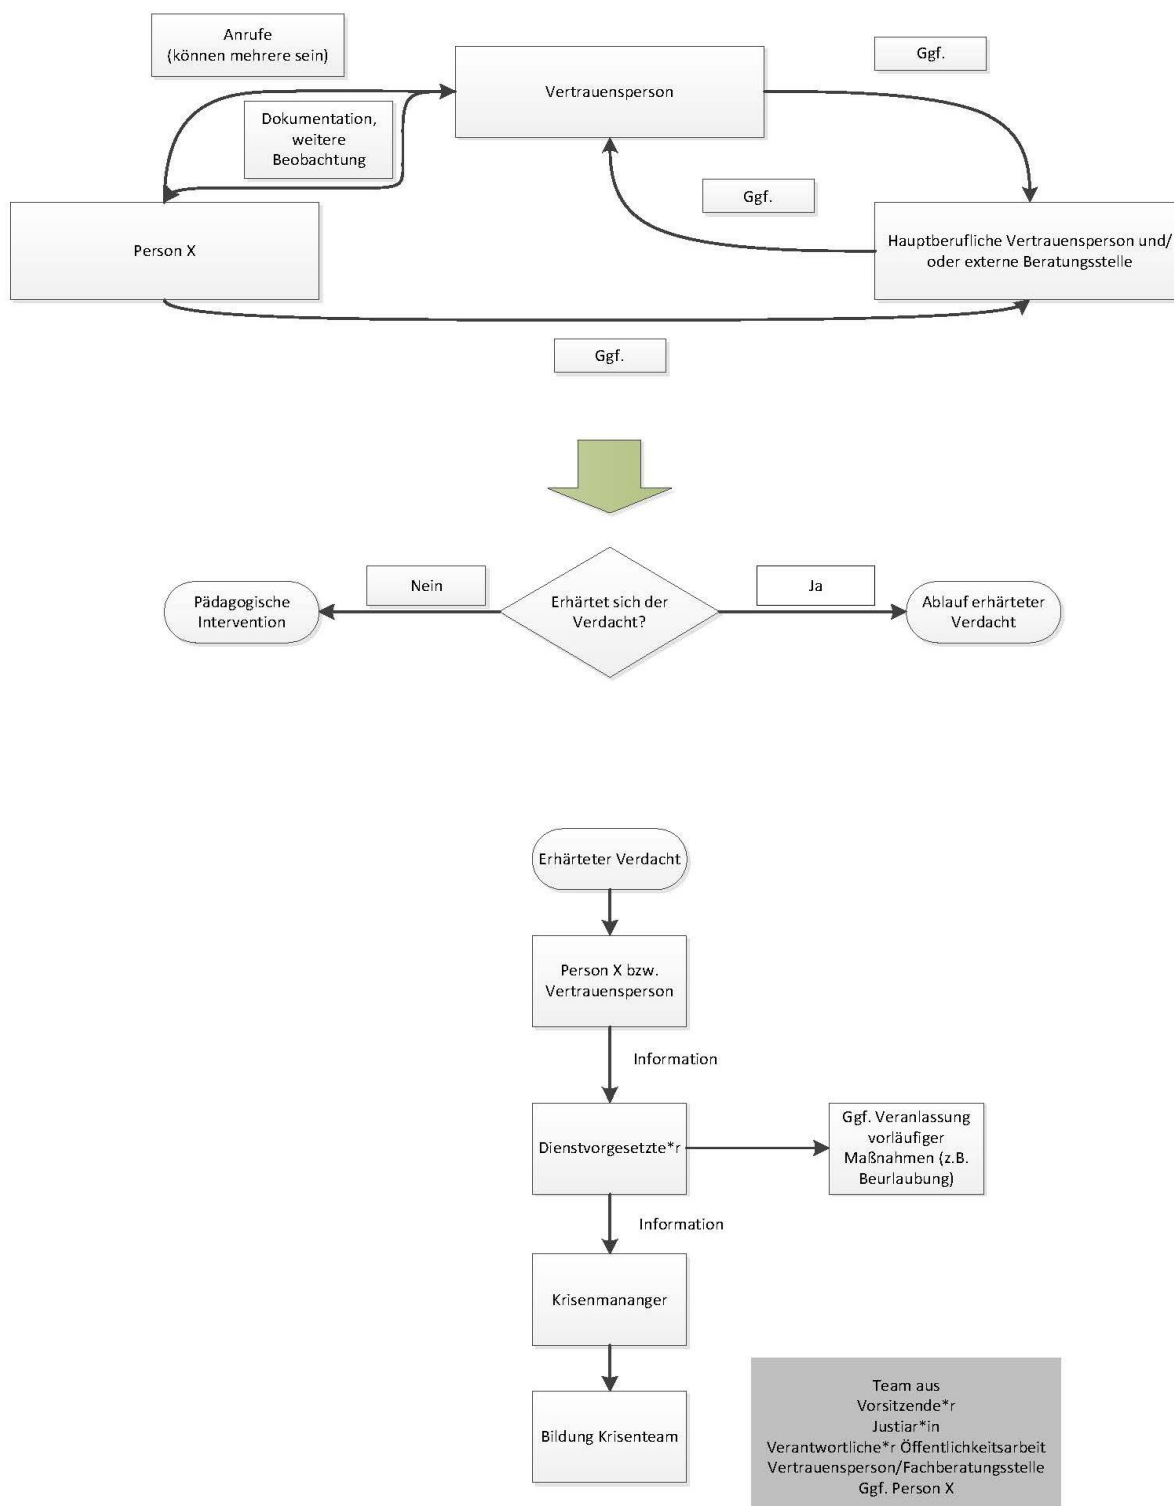 Anrufe
(können mehrere sein)
Ggf.
Vertrauensperson
Dokumentation,
weitere
Beobachtung
Ggf.
Person X
Hauptberufliche Vertrauensperson und/
oder externe Beratungsstelle
Ggf.
Nein
Ja
Pädagogische
Intervention
Erhärtet sich der
Verdacht?
Ablauf erhärteter
Verdacht
Erhärteter Verdacht
Person X bzw.
Vertrauensperson
Information
Dienstvorgesetzte*r
Ggf. Veranlassung
vorläufiger
Maßnahmen (z.B.
Beurlaubung)
Information
Krisenmananger
Bildung Krisenteam
Team aus
Vorsitzende*r
Justiar*in
Verantwortliche*r Öffentlichkeitsarbeit
Vertrauensperson/Fachberatungsstelle
Ggf. Person X